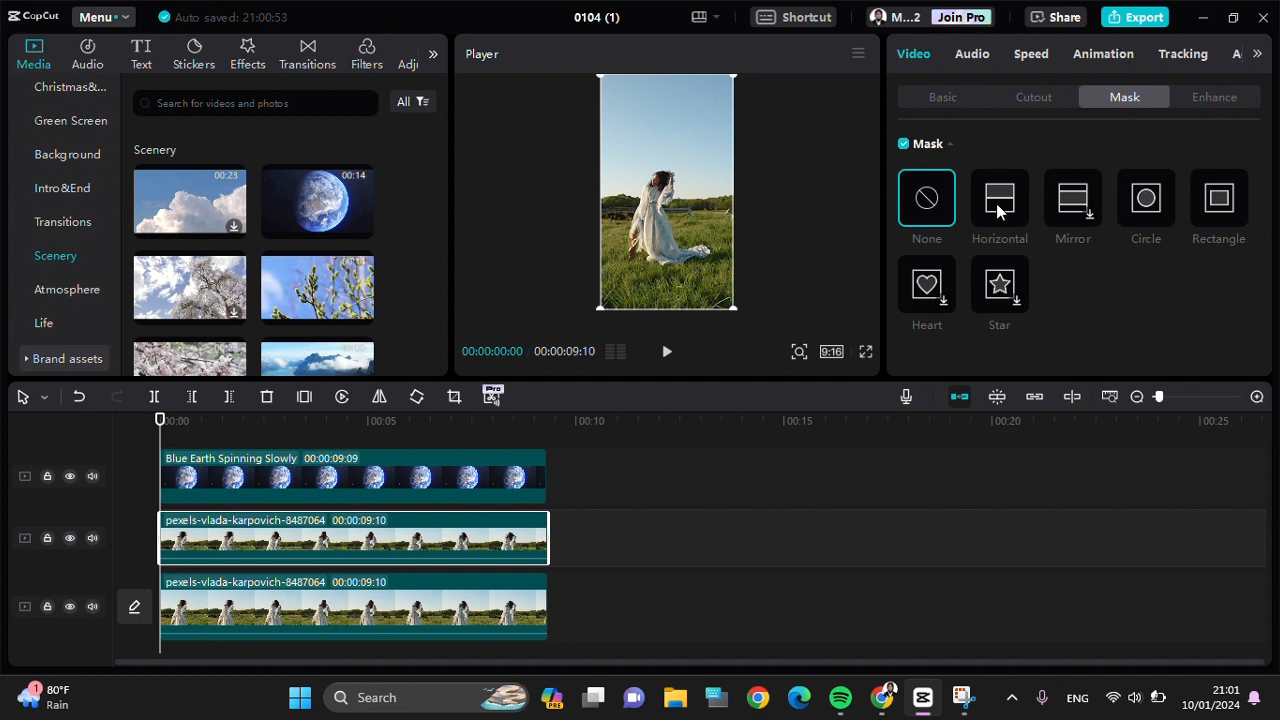 CapCut Menu Auto saved: 21:00:53 0104 (1) Shortcut M...2 Join Pro Share Export
Media Audio Text Stickers Effects Transitions Filters Adj
Christmas&...
Green Screen
Background
Intro&End
Transitions
Scenery
Atmosphere
Life
Brand assets
Search for videos and photos All
Scenery
00:23 00:14
Player
00:00:00:00 00:00:09:10 9:16
Video Audio Speed Animation Tracking A
Basic Cutout Mask Enhance
Mask
None Horizontal Mirror Circle Rectangle
Heart Star
Pro
00:00 00:05 00:10 00:15 00:20 00:25
Blue Earth Spinning Slowly 00:00:09:09
pexels-vlada-karpovich-8487064 00:00:09:10
pexels-vlada-karpovich-8487064 00:00:09:10
1 80°F
Rain
Search
PRE
ENG
21:01
10/01/2024